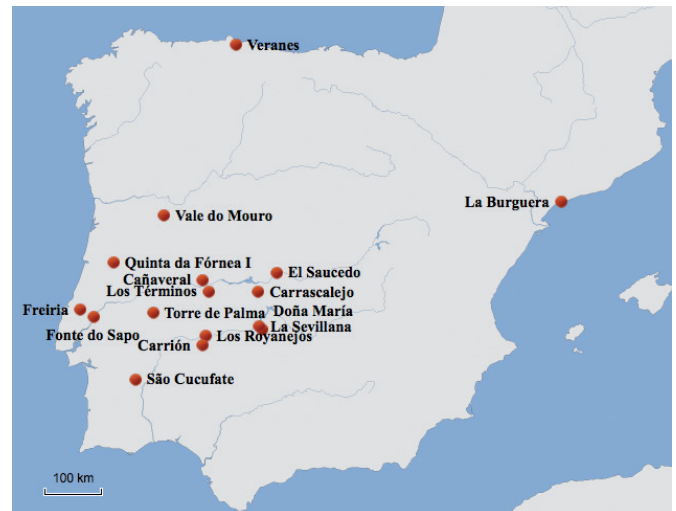 Veranes
La Burguera
Vale do Mouro
Quinta da Fórnea I
El Saucedo
Cañaveral
Los Términos
Carrascalejo
Freiria
Torre de Palma
Doña María
La Sevillana
Fonte do Sapo
Los Royanejos
Carrión
São Cucufate
100 km